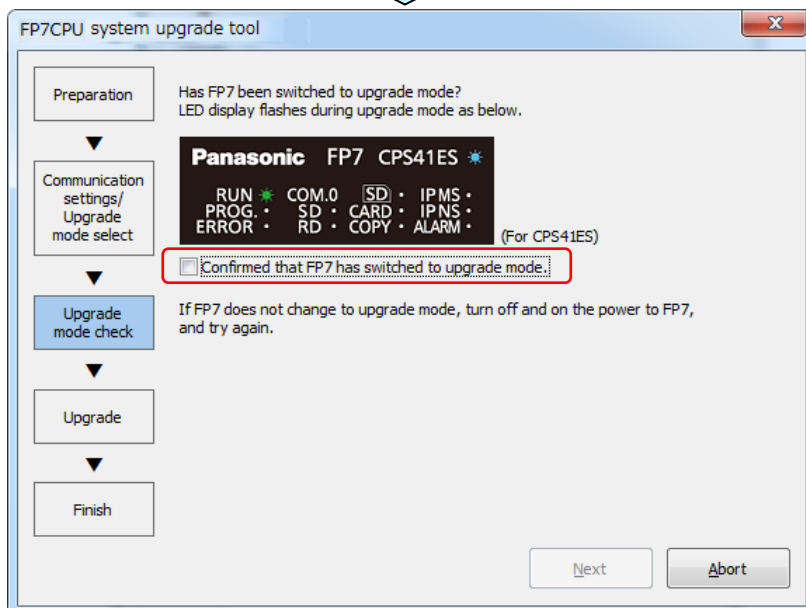 FP7CPU system upgrade tool
Preparation
Communication
settings/
Upgrade
mode select
Upgrade
mode check
Upgrade
Finish
Has FP7 been switched to upgrade mode?
LED display flashes during upgrade mode as below.
Panasonic FP7 CPS41ES
RUN COM.0 SD IPMS
PROG. SD CARD IPNS
ERROR RD COPY ALARM
(For CPS41ES)
Confirmed that FP7 has switched to upgrade mode.
If FP7 does not change to upgrade mode, turn off and on the power to FP7,
and try again.
Next Abort